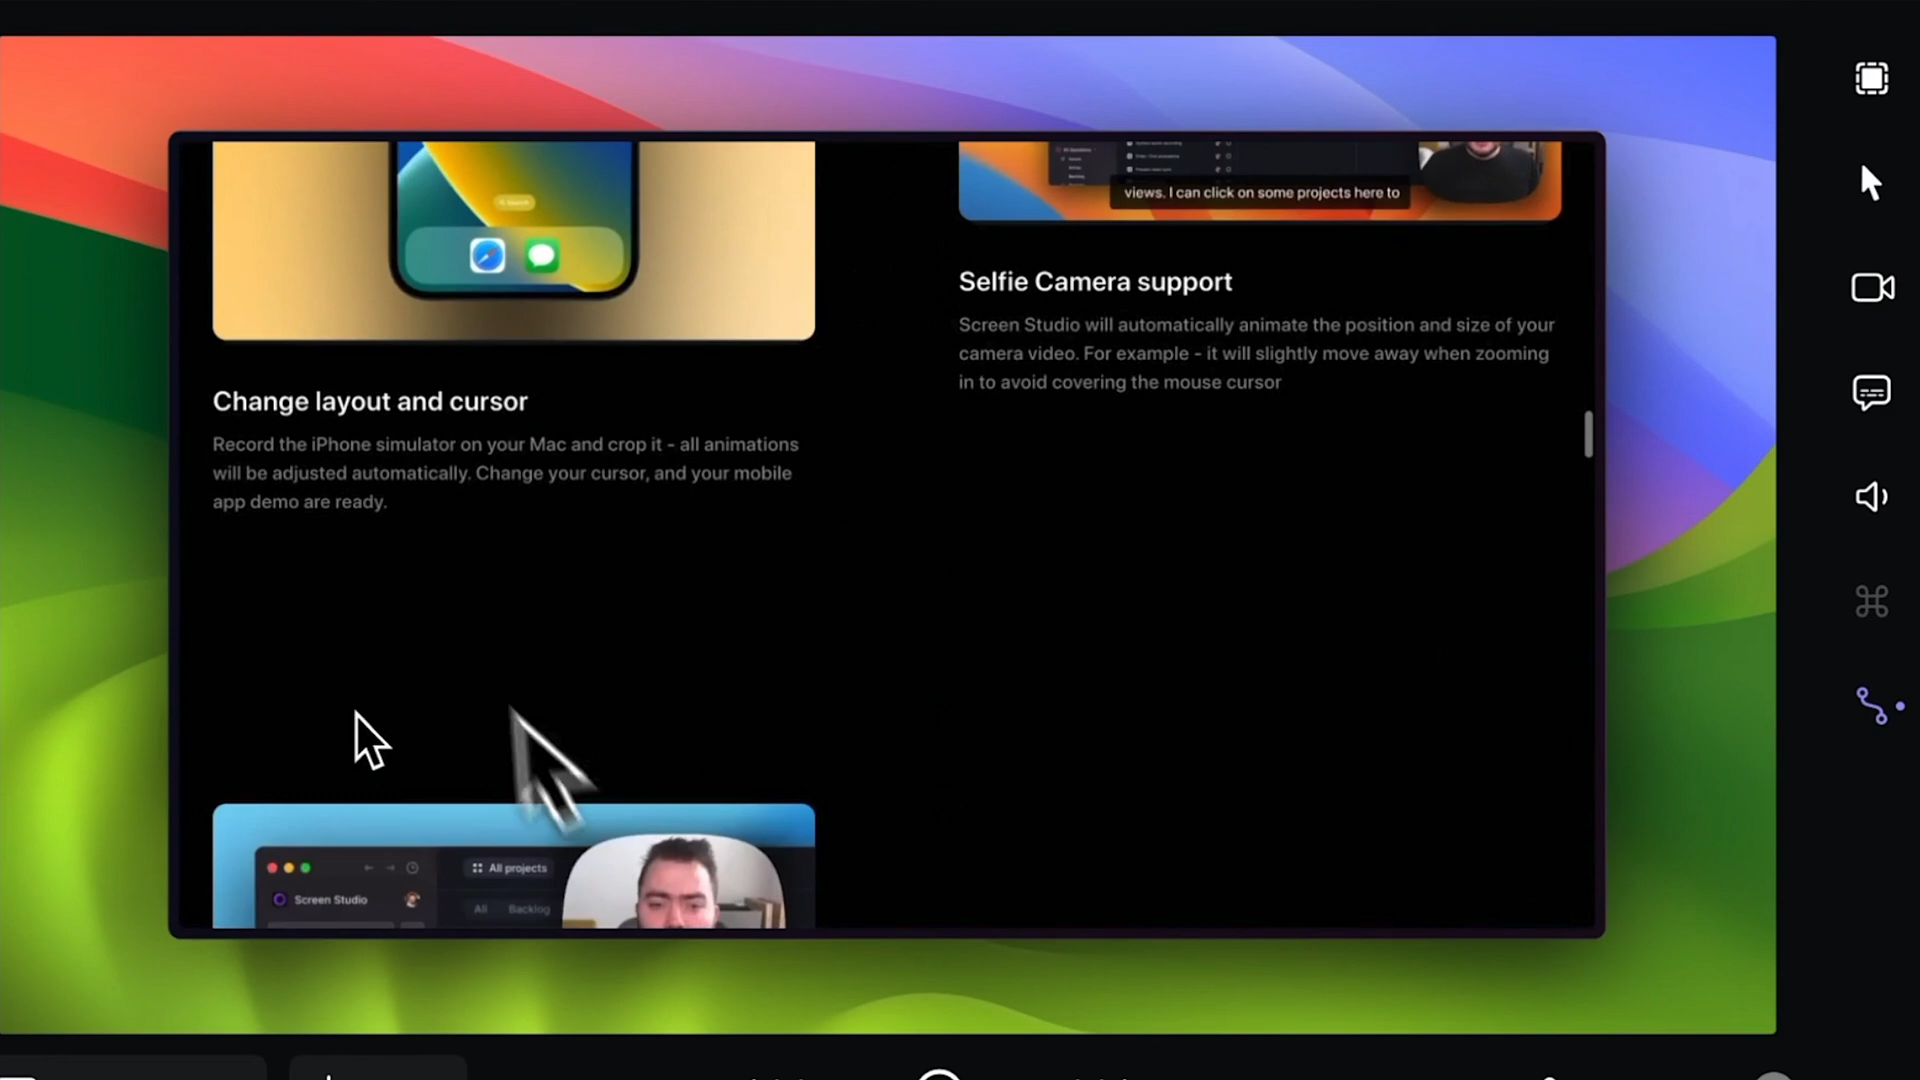 Search
views. I can click on some projects here to
Selfie Camera support
Screen Studio will automatically animate the position and size of your
camera video. For example - it will slightly move away when zooming
in to avoid covering the mouse cursor
Change layout and cursor
Record the iPhone simulator on your Mac and crop it - all animations
will be adjusted automatically. Change your cursor, and your mobile
app demo are ready.
All projects
Screen Studio
All Backlog